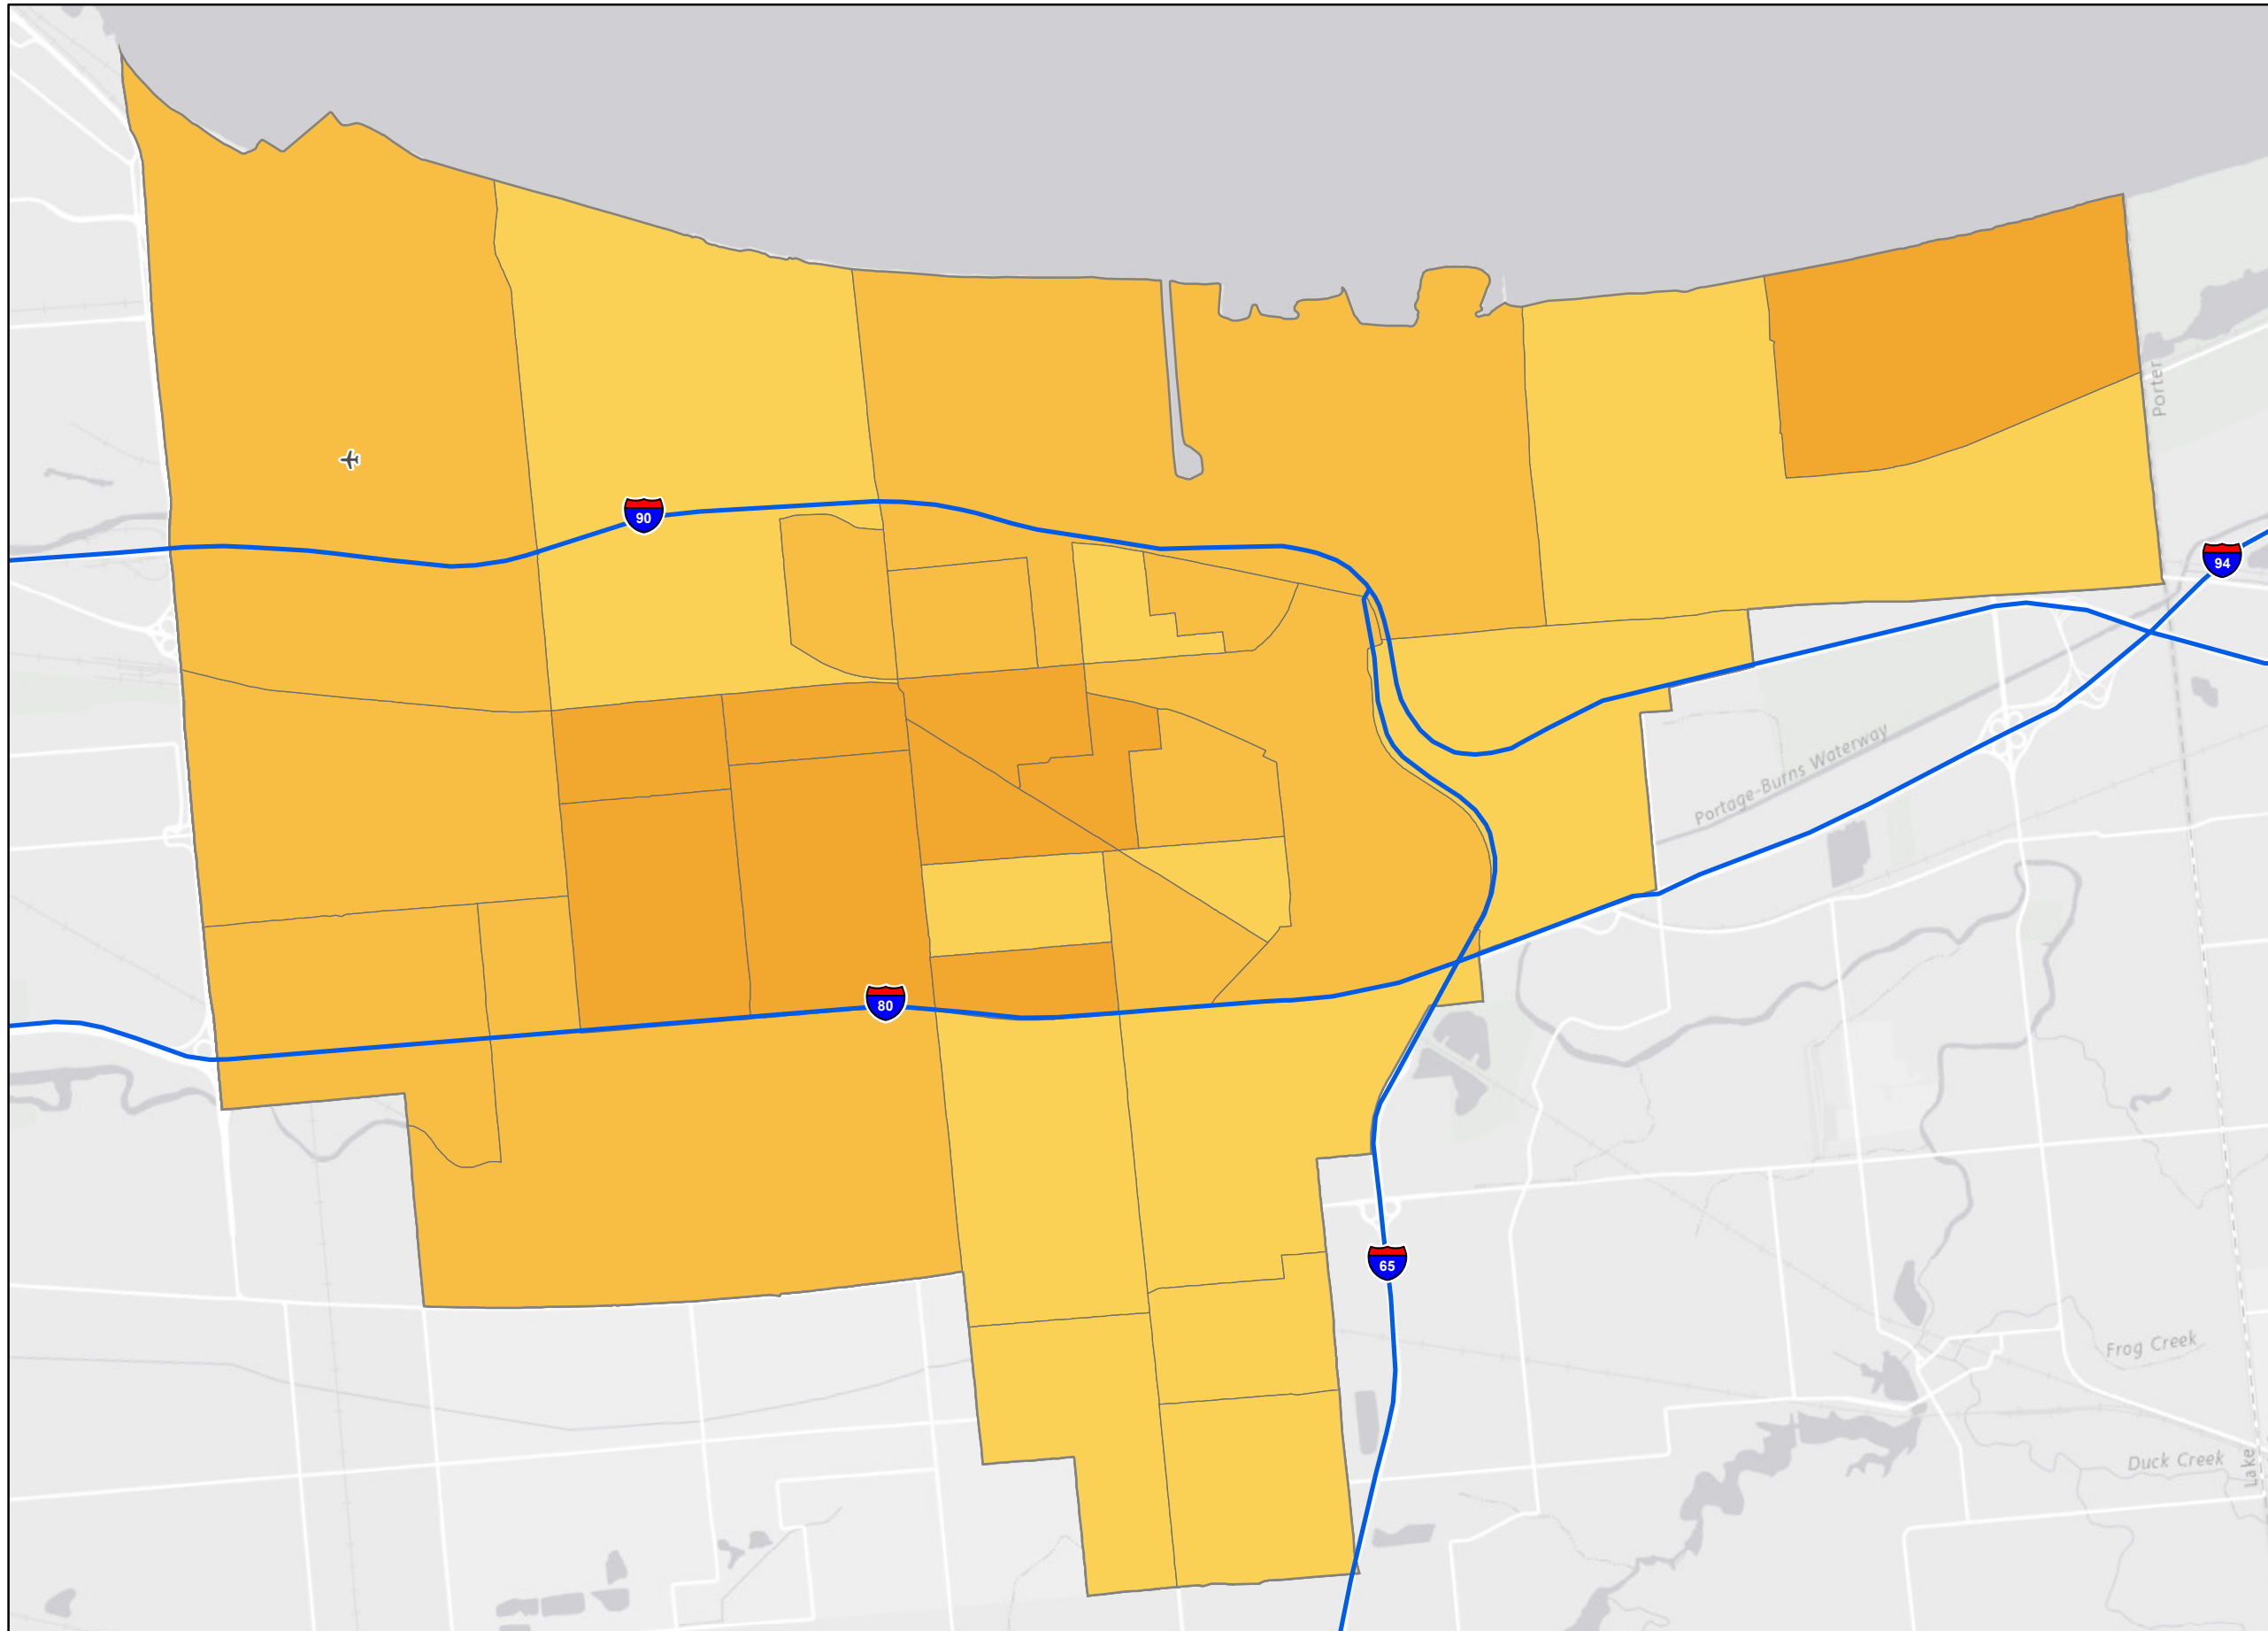 Porter
90
94
Portage-Burns Waterway
80
65
Frog Creek
Duck Creek
Lake